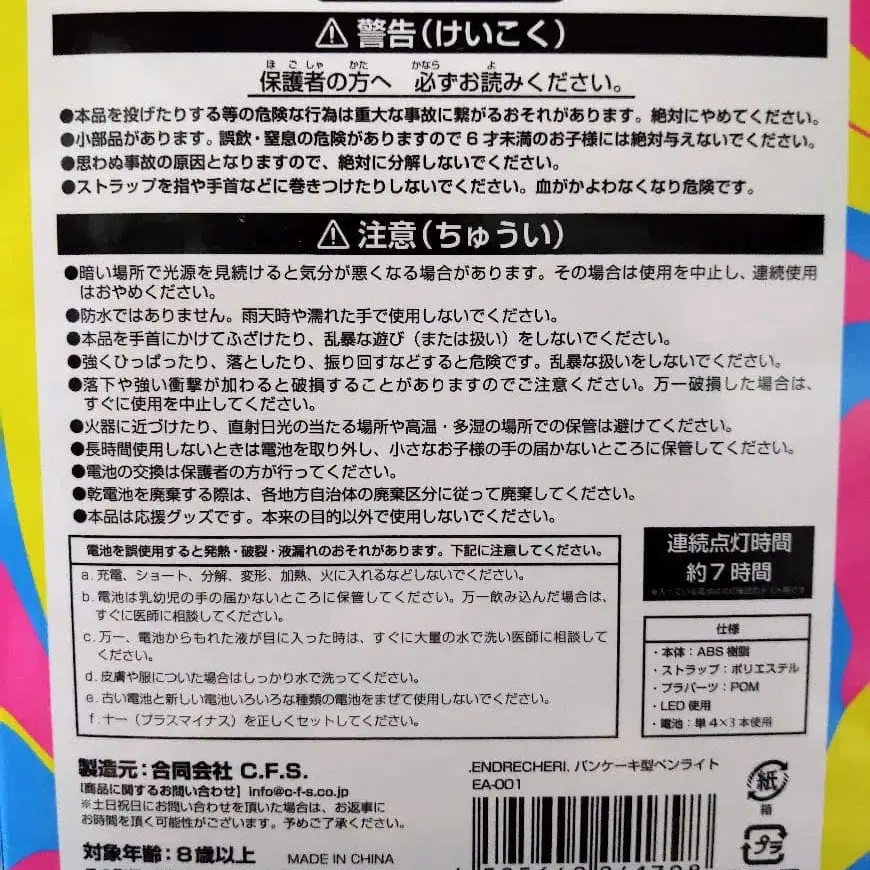 ⚠警告(けいこく)
保護者の方へ 必ずお読みください。
ほごしゃ かた かなら よ
●本品を投げたりする等の危険な行為は重大な事故に繋がるおそれがあります。絶対にやめてください。
●小部品があります。誤飲・窒息の危険がありますので6才未満のお子様には絶対与えないでください。
●思わぬ事故の原因となりますので、絶対に分解しないでください。
●ストラップを指や手首などに巻きつけたりしないでください。血がかよわなくなり危険です。
⚠注意(ちゅうい)
●暗い場所で光源を見続けると気分が悪くなる場合があります。その場合は使用を中止し、連続使用
はおやめください。
●防水ではありません。雨天時や濡れた手で使用しないでください。
●本品を手首にかけてふざけたり、乱暴な遊び(または扱い)をしないでください。
●強くひっぱったり、落としたり、振り回すなどすると危険です。乱暴な扱いをしないでください。
●落下や強い衝撃が加わると破損することがありますのでご注意ください。万一破損した場合は、
すぐに使用を中止してください。
●火器に近づけたり、直射日光の当たる場所や高温・多湿の場所での保管は避けてください。
●長時間使用しないときは電池を取り外し、小さなお子様の手の届かないところに保管してください。
●電池の交換は保護者の方が行ってください。
●乾電池を廃棄する際は、各地方自治体の廃棄区分に従って廃棄してください。
●本品は応援グッズです。本来の目的以外で使用しないでください。
電池を誤使用すると発熱・破裂・液漏れのおそれがあります。下記に注意してください。
a.充電、ショート、分解、変形、加熱、火に入れるなどしないでください。
b.電池は乳幼児の手の届かないところに保管してください。万一飲み込んだ場合は、
すぐに医師に相談してください。
c.万一、電池からもれた液が目に入った時は、すぐに大量の水で洗い医師に相談して
ください。
d.皮膚や服についた場合はしっかり水で洗ってください。
e.古い電池と新しい電池いろいろな種類の電池をまぜて使用しないでください。
f.+−(プラスマイナス)を正しくセットしてください。
連続点灯時間
約7時間
仕様
・本体:ABS樹脂
・ストラップ:ポリエステル
・プラパーツ:POM
・LED使用
・電池:単4×3本使用
製造元:合同会社 C.F.S.
【商品に関するお問い合わせ】info@c-f-s.co.jp
※土日祝日にお問い合わせを頂いた場合は、お返事に
お時間を頂く可能性がございます。予めご了承ください。
対象年齢:8歳以上 MADE IN CHINA
.ENDRECHERI. パンケーキ型ペンライト
EA-001
紙
箱
プラ